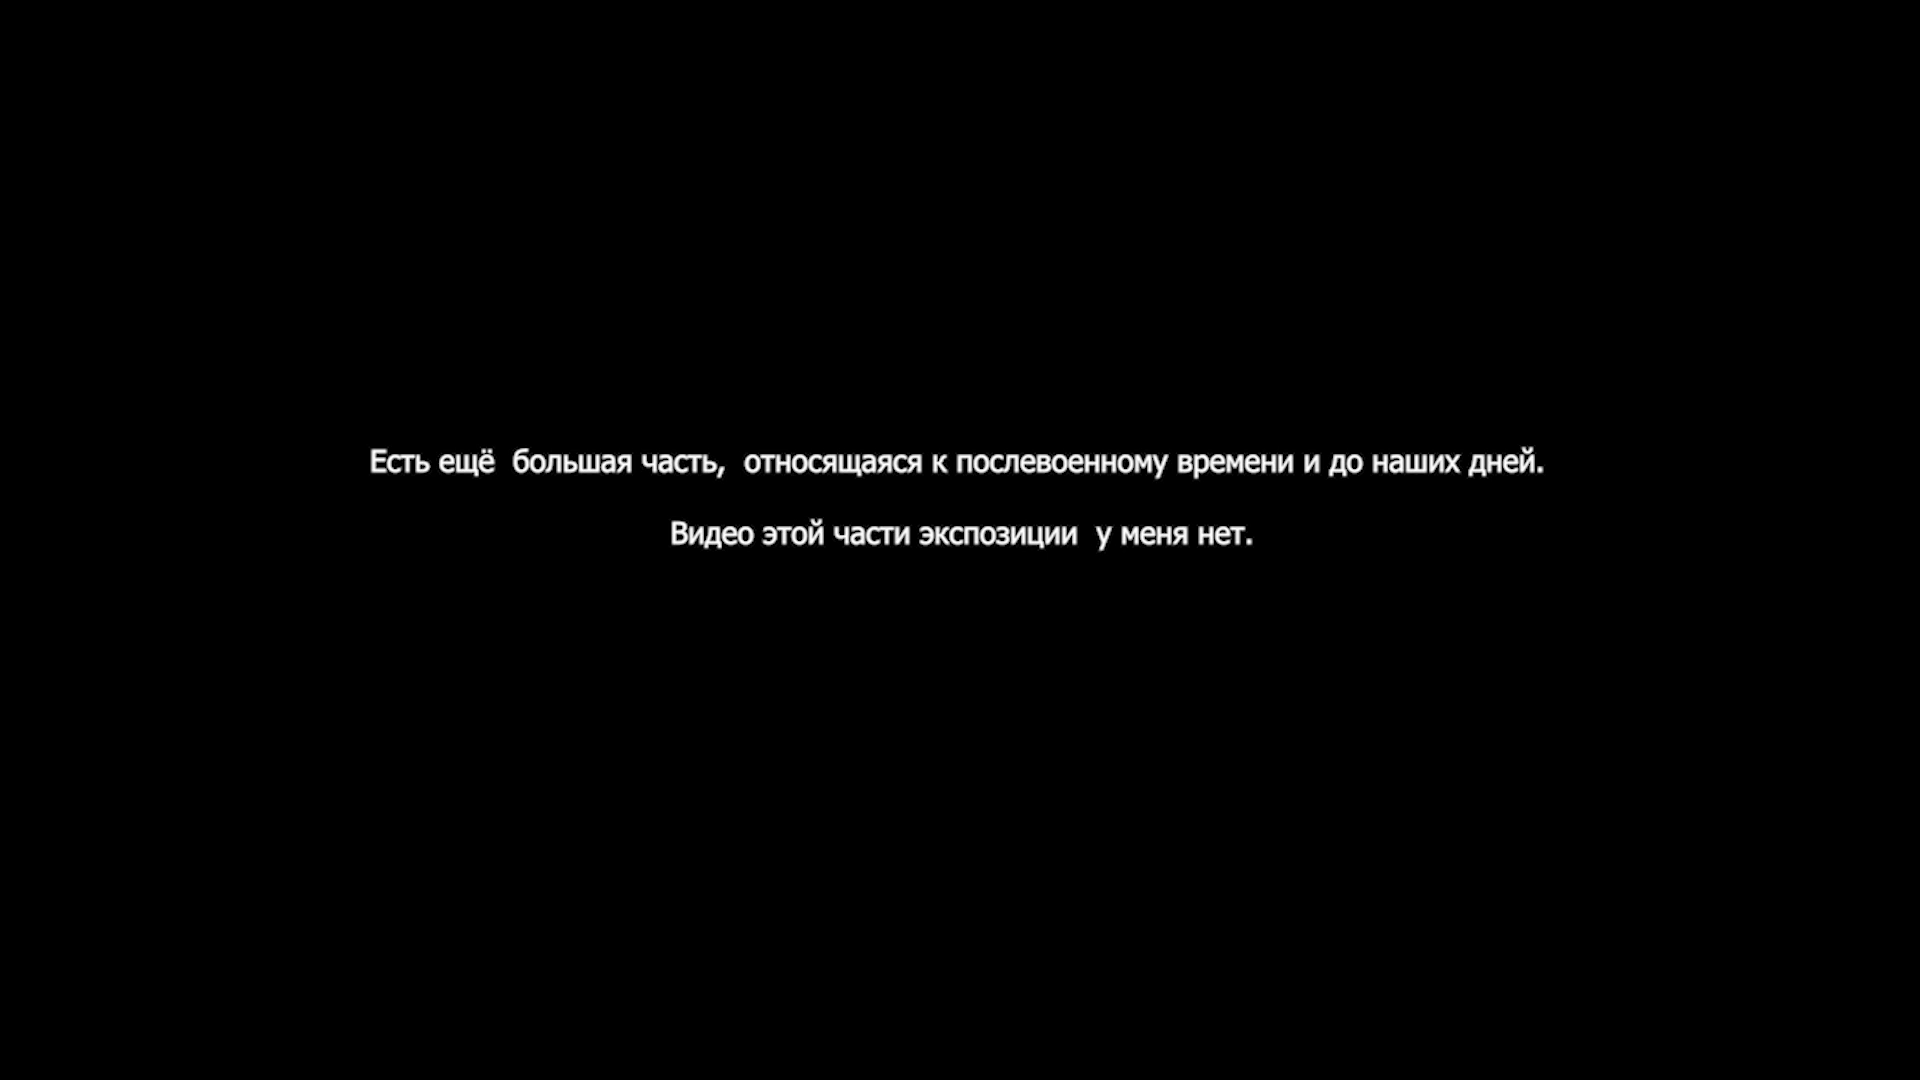 Есть ещё  большая часть,  относящаяся к послевоенному времени и до наших дней.
Видео этой части экспозиции  у меня нет.